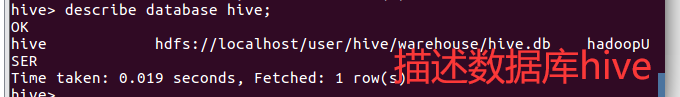 hive> describe database hive;
OK
hive            hdfs://localhost/user/hive/warehouse/hive.db    hadoopU
SER
Time taken: 0.019 seconds, Fetched: 1 row(s)
描述数据库hive
hive>